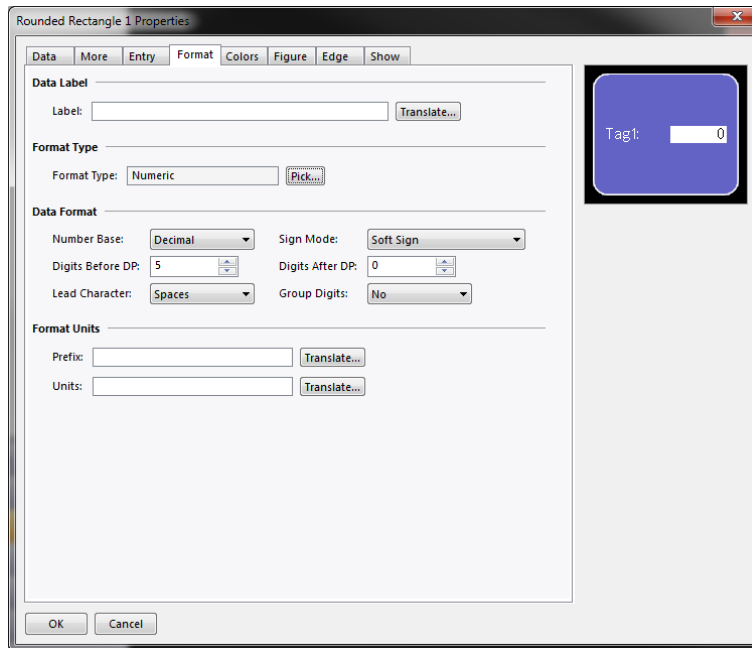 Rounded Rectangle 1 Properties
Data More Entry Format Colors Figure Edge Show
Data Label
Label: Translate...
Format Type
Format Type: Numeric Pick...
Data Format
Number Base: Decimal Sign Mode: Soft Sign
Digits Before DP: 5 Digits After DP: 0
Lead Character: Spaces Group Digits: No
Format Units
Prefix: Translate...
Units: Translate...
OK Cancel
Tag1: 0